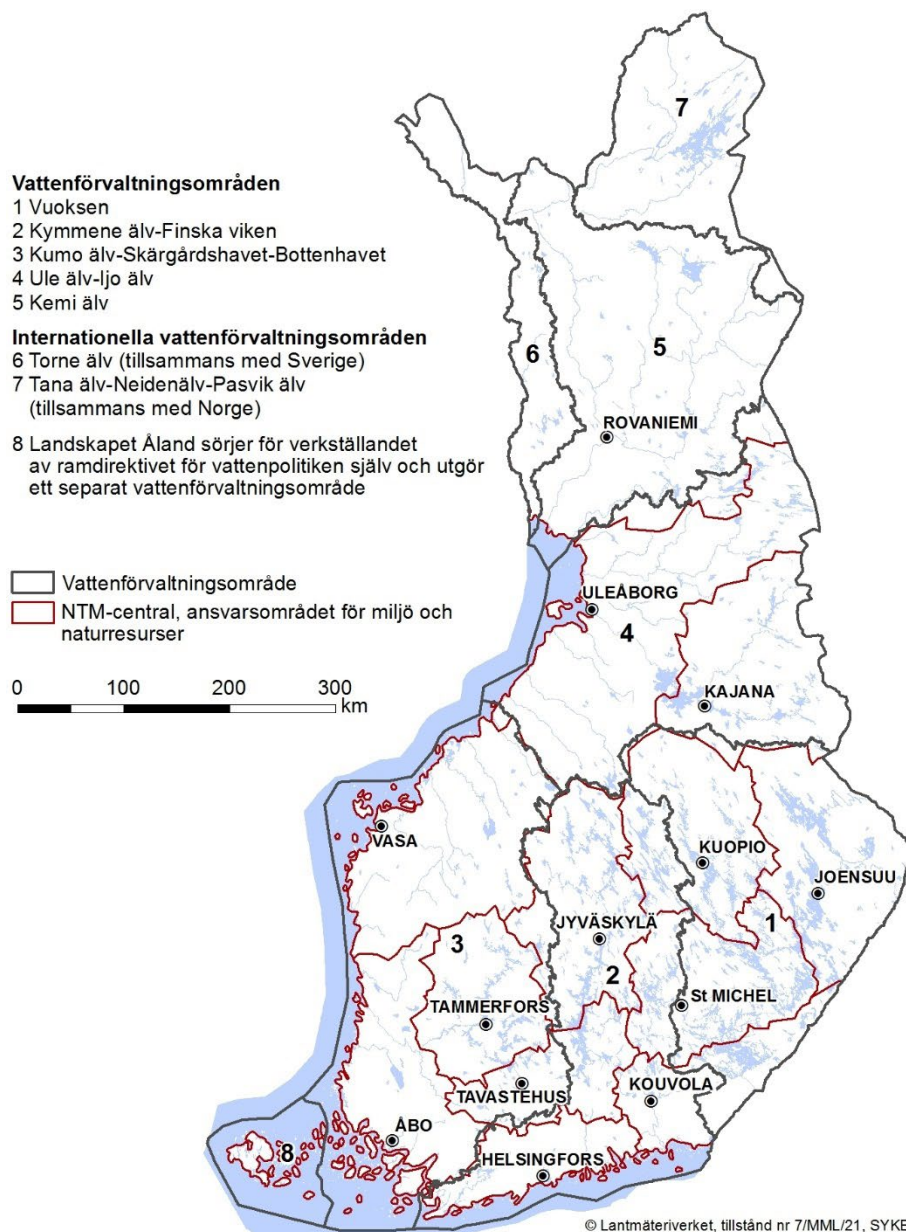 Vattenförvaltningsområden
1 Vuoksen
2 Kymmene älv-Finska viken
3 Kumo älv-Skärgårdshavet-Bottenhavet
4 Ule älv-Ijo älv
5 Kemi älv
Internationella vattenförvaltningsområden
6 Torne älv (tillsammans med Sverige)
7 Tana älv-Neidenälv-Pasvik älv
(tillsammans med Norge)
8 Landskapet Åland sörjer för verkställandet
av ramdirektivet för vattenpolitiken själv och utgör
ett separat vattenförvaltningsområde
Vattenförvaltningsområde
NTM-central, ansvarsområdet för miljö och
naturresurser
0 100 200 300
km
7
6
5
ROVANIEMI
ULEÅBORG
4
KAJANA
VASA
KUOPIO
JOENSUU
JYVÄSKYLÄ
3
1
2
St MICHEL
TAMMERFORS
TAVASTEHUS
KOUVOLA
ÅBO
8
HELSINGFORS
© Lantmäteriverket, tillstånd nr 7/MML/21, SYKE